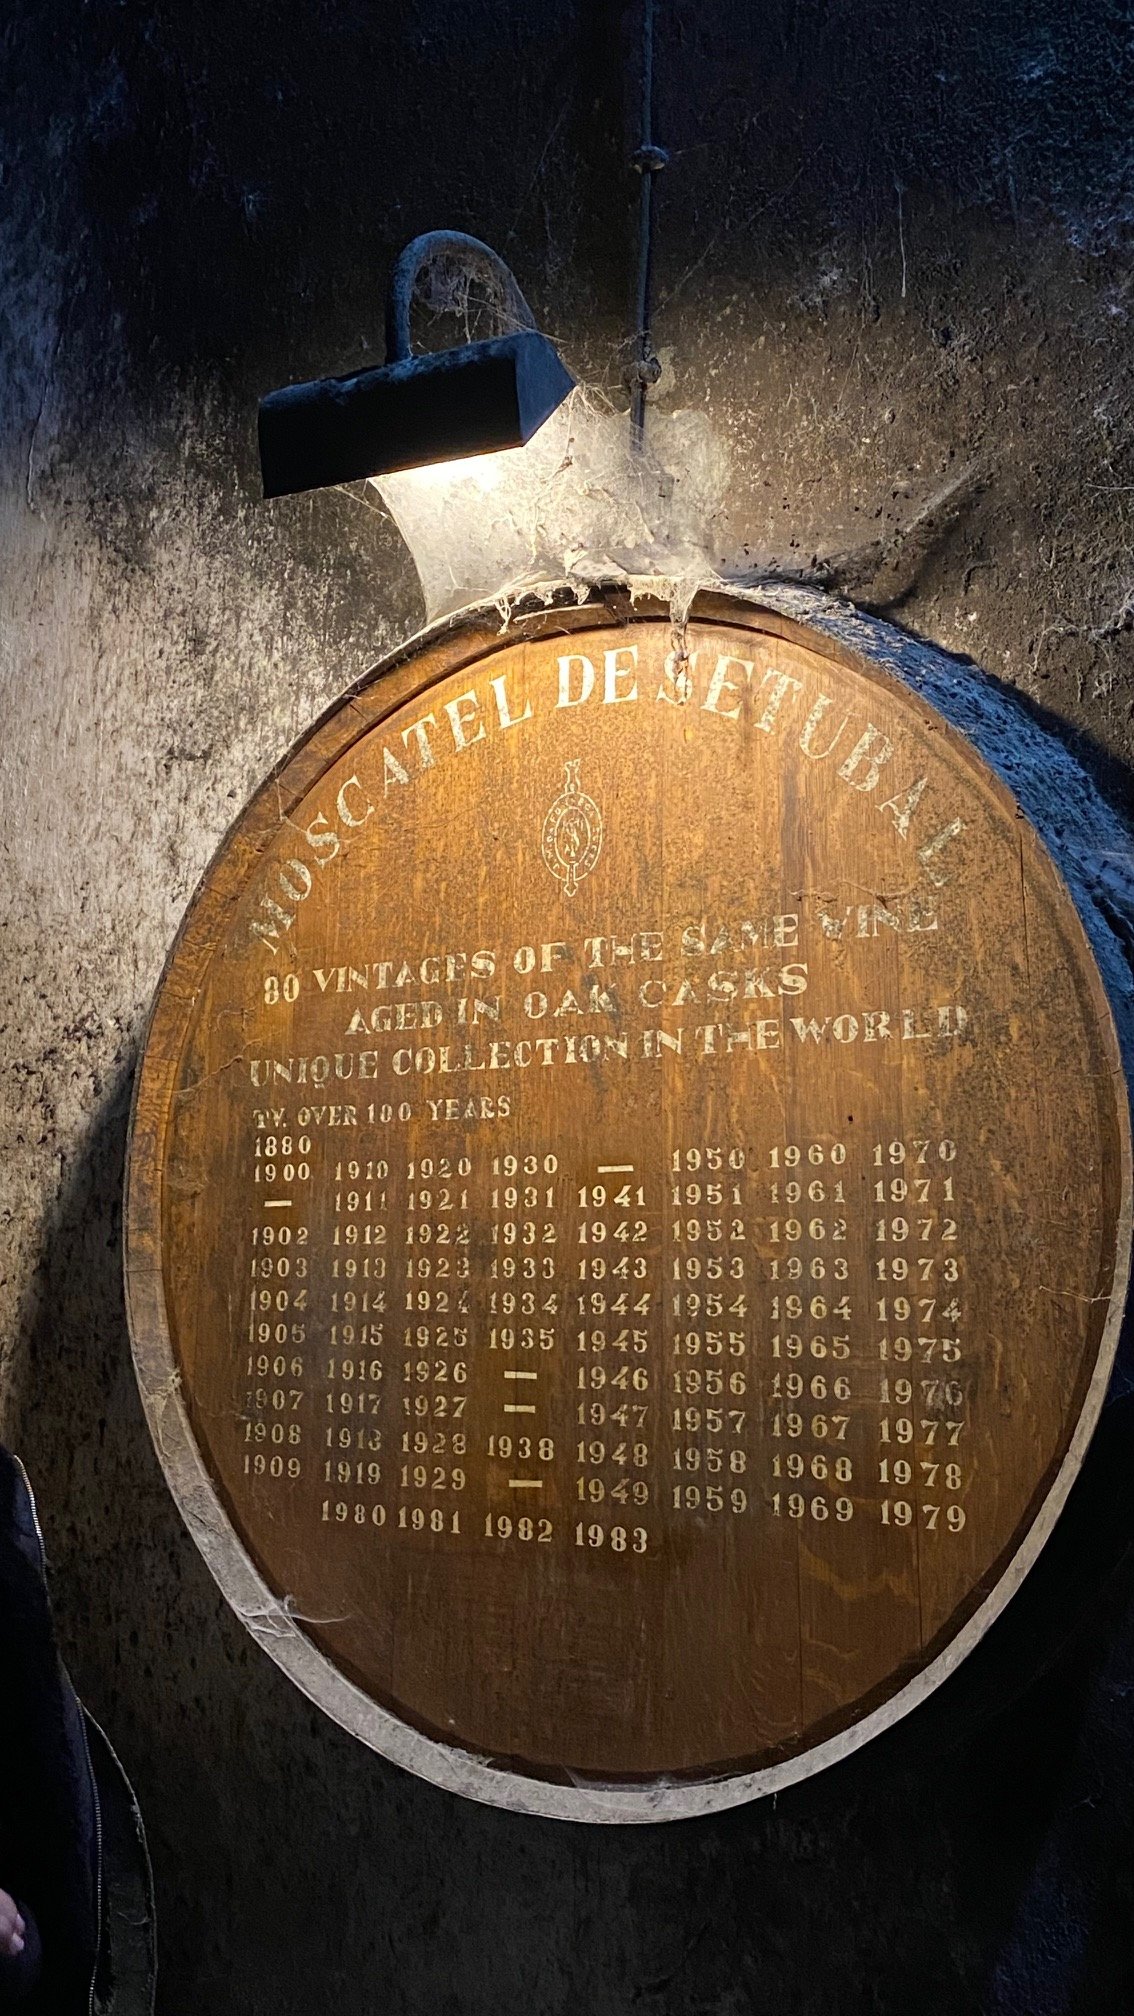 MOSCATEL DE SETUBAL
80 VINTAGES OF THE SAME VINE
AGED IN OAK CASKS
UNIQUE COLLECTION IN THE WORLD
TV. OVER 100 YEARS
1880
1900 1910 1920 1930 — 1950 1960 1970
— 1911 1921 1931 1941 1951 1961 1971
1902 1912 1922 1932 1942 1952 1962 1972
1903 1913 1923 1933 1943 1953 1963 1973
1904 1914 1924 1934 1944 1954 1964 1974
1905 1915 1925 1935 1945 1955 1965 1975
1906 1916 1926 — 1946 1956 1966 1976
1907 1917 1927 — 1947 1957 1967 1977
1908 1918 1928 1938 1948 1958 1968 1978
1909 1919 1929 — 1949 1959 1969 1979
1980 1981 1982 1983